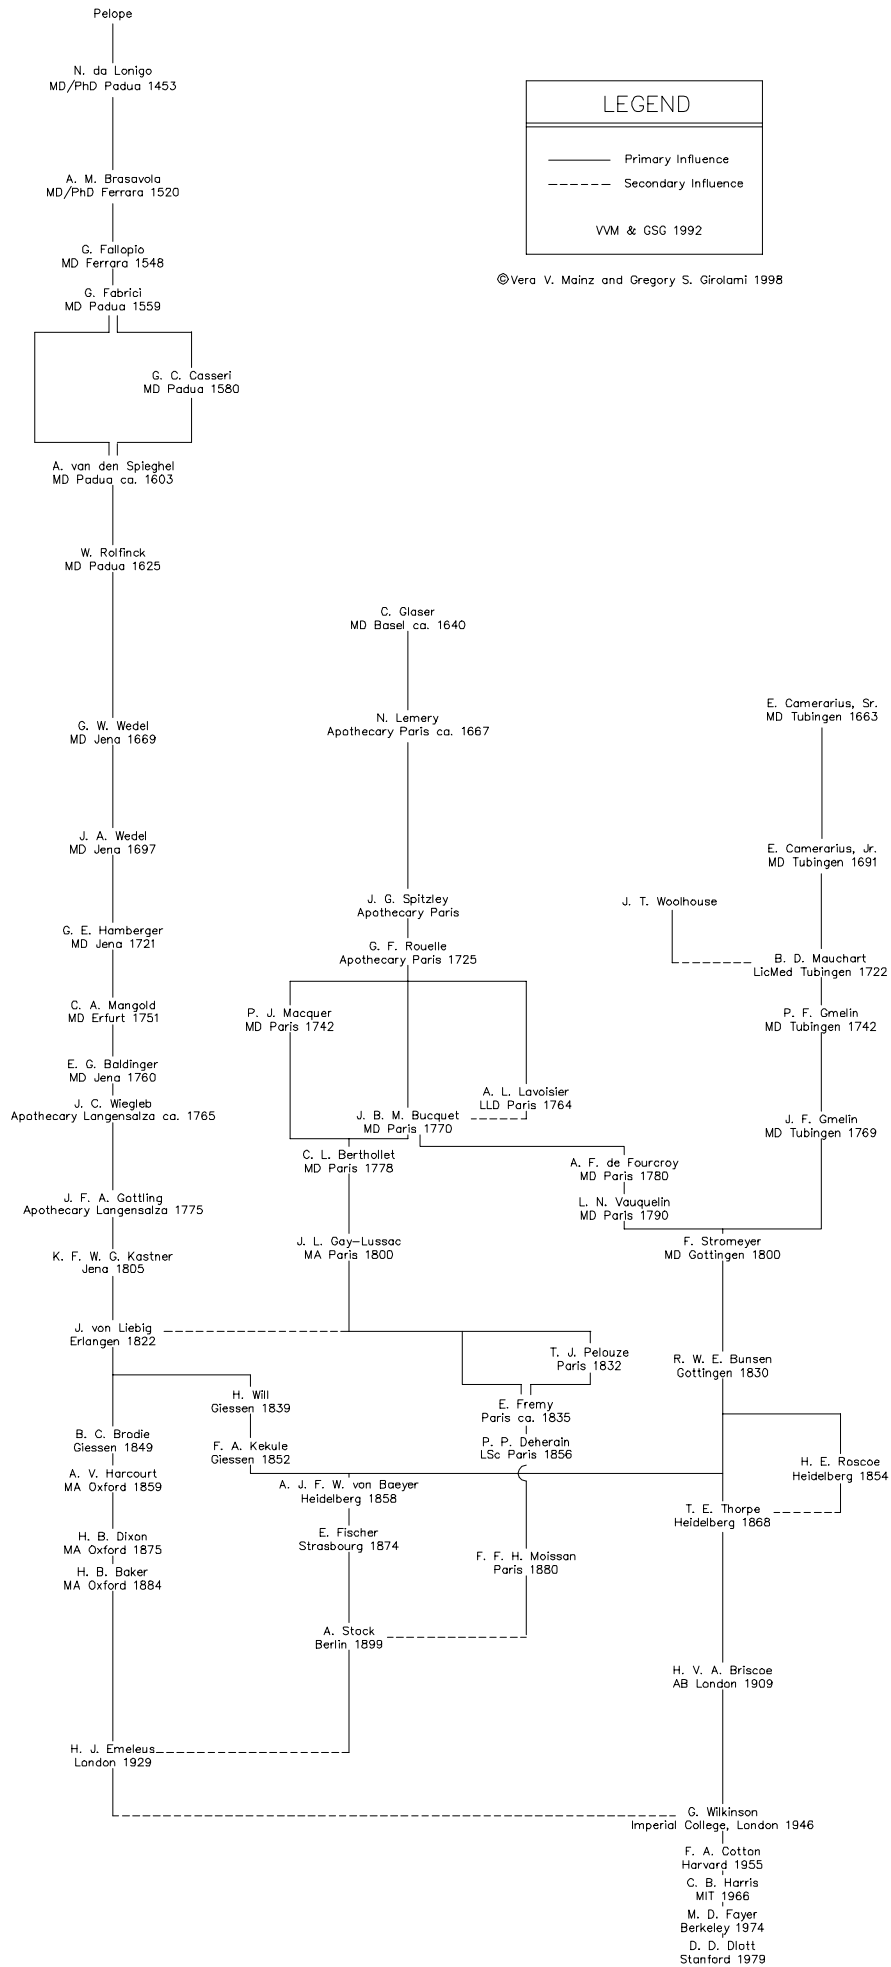 Pelope
N. da Lonigo
MD/PhD Padua 1453
A. M. Brasavola
MD/PhD Ferrara 1520
G. Fallopio
MD Ferrara 1548
G. Fabrici
MD Padua 1559
G. C. Casseri
MD Padua 1580
A. van den Spieghel
MD Padua ca. 1603
W. Rolfinck
MD Padua 1625
G. W. Wedel
MD Jena 1669
J. A. Wedel
MD Jena 1697
G. E. Hamberger
MD Jena 1721
C. A. Mangold
MD Erfurt 1751
E. G. Baldinger
MD Jena 1760
J. C. Wiegleb
Apothecary Langensalza ca. 1765
J. F. A. Gottling
Apothecary Langensalza 1775
K. F. W. G. Kastner
Jena 1805
J. von Liebig
Erlangen 1822
H. Will
Giessen 1839
B. C. Brodie
Giessen 1849
F. A. Kekule
Giessen 1852
A. V. Harcourt
MA Oxford 1859
H. B. Dixon
MA Oxford 1875
H. B. Baker
MA Oxford 1884
H. J. Emeleus
London 1929
LEGEND
Primary Influence
Secondary Influence
VVM & GSG 1992
©Vera V. Mainz and Gregory S. Girolami 1998
C. Glaser
MD Basel ca. 1640
N. Lemery
Apothecary Paris ca. 1667
J. G. Spitzley
Apothecary Paris
G. F. Rouelle
Apothecary Paris 1725
P. J. Macquer
MD Paris 1742
A. L. Lavoisier
LLD Paris 1764
J. B. M. Bucquet
MD Paris 1770
C. L. Berthollet
MD Paris 1778
J. L. Gay-Lussac
MA Paris 1800
T. J. Pelouze
Paris 1832
E. Fremy
Paris ca. 1835
P. P. Deherain
LSc Paris 1856
A. J. F. W. von Baeyer
Heidelberg 1858
E. Fischer
Strasbourg 1874
F. F. H. Moissan
Paris 1880
A. Stock
Berlin 1899
E. Camerarius, Sr.
MD Tubingen 1663
E. Camerarius, Jr.
MD Tubingen 1691
J. T. Woolhouse
B. D. Mauchart
LicMed Tubingen 1722
P. F. Gmelin
MD Tubingen 1742
J. F. Gmelin
MD Tubingen 1769
A. F. de Fourcroy
MD Paris 1780
L. N. Vauquelin
MD Paris 1790
F. Stromeyer
MD Gottingen 1800
R. W. E. Bunsen
Gottingen 1830
H. E. Roscoe
Heidelberg 1854
T. E. Thorpe
Heidelberg 1868
H. V. A. Briscoe
AB London 1909
G. Wilkinson
Imperial College, London 1946
F. A. Cotton
Harvard 1955
C. B. Harris
MIT 1966
M. D. Fayer
Berkeley 1974
D. D. Dlott
Stanford 1979